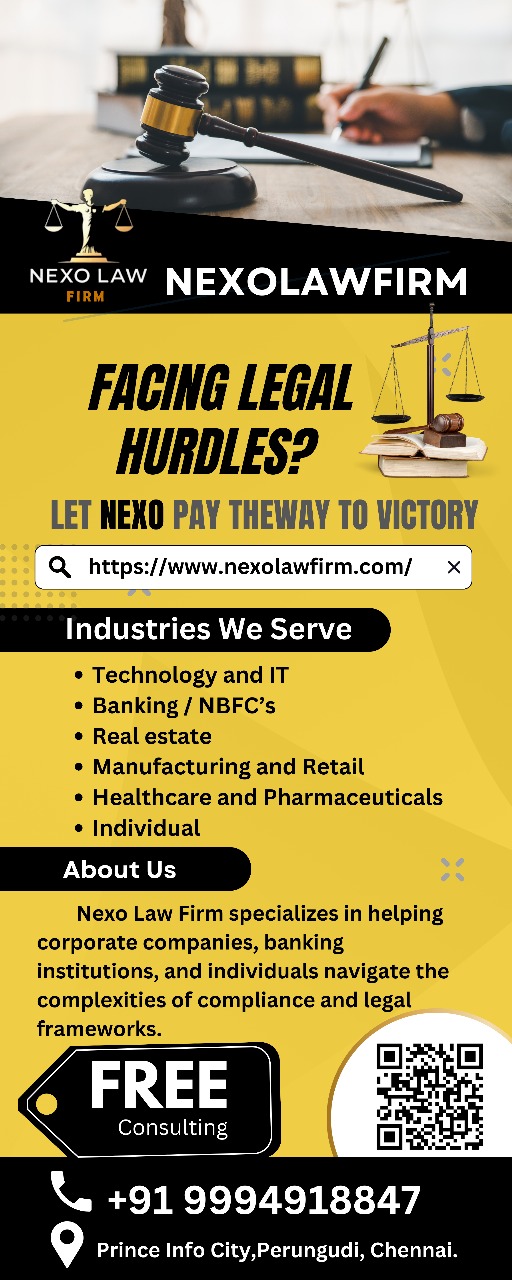 NEXO LAW
FIRM
NEXOLAWFIRM
FACING LEGAL
HURDLES?
LET NEXO PAY THEWAY TO VICTORY
https://www.nexolawfirm.com/
Industries We Serve
Technology and IT
Banking / NBFC’s
Real estate
Manufacturing and Retail
Healthcare and Pharmaceuticals
Individual
About Us
Nexo Law Firm specializes in helping
corporate companies, banking
institutions, and individuals navigate the
complexities of compliance and legal
frameworks.
FREE
Consulting
+91 9994918847
Prince Info City,Perungudi, Chennai.